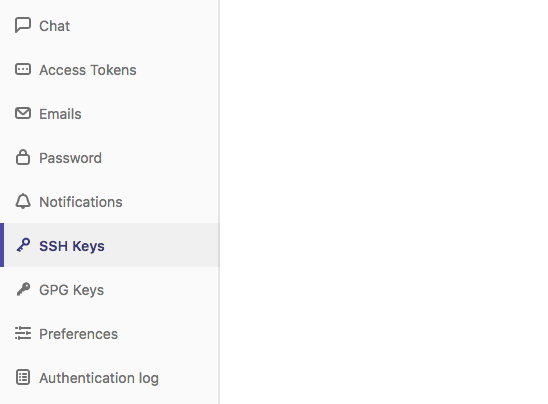 Chat
Access Tokens
Emails
Password
Notifications
SSH Keys
GPG Keys
Preferences
Authentication log